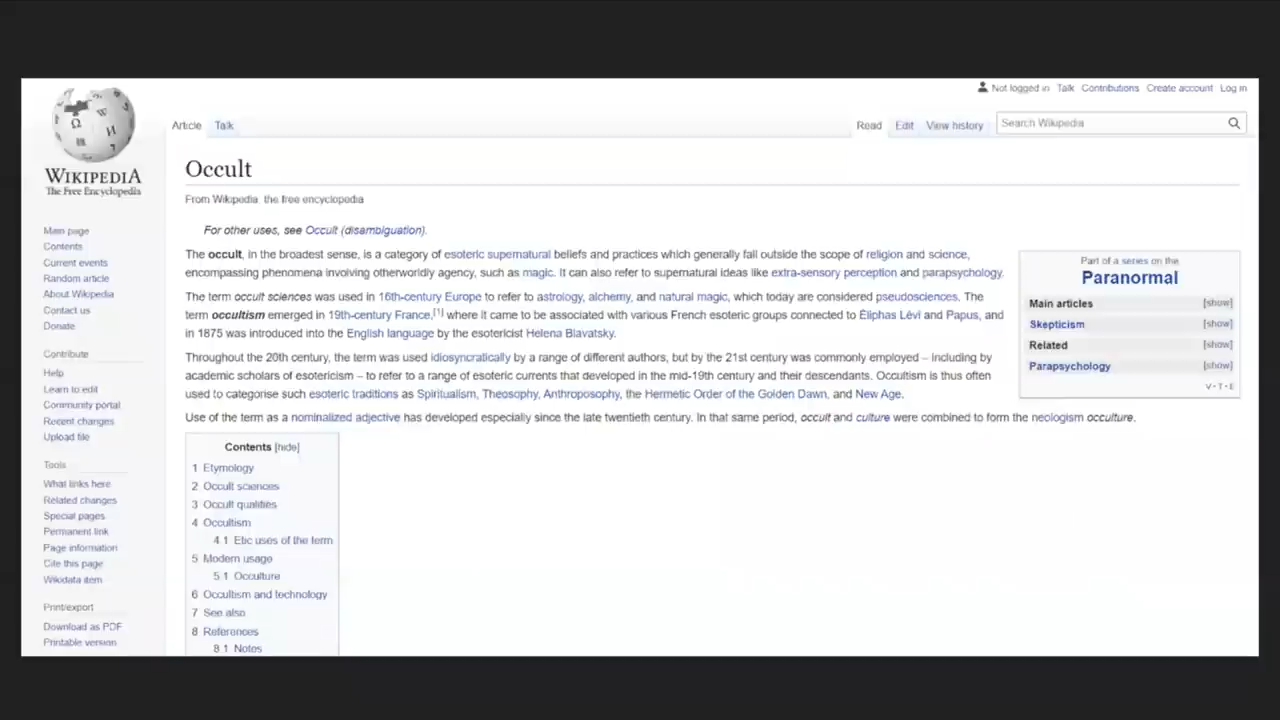 Not logged in Talk Contributions Create account Log in
Article Talk Read Edit View history Search Wikipedia
WIKIPEDIA
The Free Encyclopedia
Main page
Contents
Current events
Random article
About Wikipedia
Contact us
Donate
Contribute
Help
Learn to edit
Community portal
Recent changes
Upload file
Tools
What links here
Related changes
Special pages
Permanent link
Page information
Cite this page
Wikidata item
Print/export
Download as PDF
Printable version
Occult
From Wikipedia, the free encyclopedia
For other uses, see Occult (disambiguation).
The occult, in the broadest sense, is a category of esoteric supernatural beliefs and practices which generally fall outside the scope of religion and science,
encompassing phenomena involving otherworldly agency, such as magic. It can also refer to supernatural ideas like extra-sensory perception and parapsychology.
The term occult sciences was used in 16th-century Europe to refer to astrology, alchemy, and natural magic, which today are considered pseudosciences. The
term occultism emerged in 19th-century France,[1] where it came to be associated with various French esoteric groups connected to Éliphas Lévi and Papus, and
in 1875 was introduced into the English language by the esotericist Helena Blavatsky.
Throughout the 20th century, the term was used idiosyncratically by a range of different authors, but by the 21st century was commonly employed – including by
academic scholars of esotericism – to refer to a range of esoteric currents that developed in the mid-19th century and their descendants. Occultism is thus often
used to categorise such esoteric traditions as Spiritualism, Theosophy, Anthroposophy, the Hermetic Order of the Golden Dawn, and New Age.
Use of the term as a nominalized adjective has developed especially since the late twentieth century. In that same period, occult and culture were combined to form the neologism occulture.
Part of a series on the
Paranormal
Main articles [show]
Skepticism [show]
Related [show]
Parapsychology [show]
V · T · E
Contents [hide]
1 Etymology
2 Occult sciences
3 Occult qualities
4 Occultism
4.1 Etic uses of the term
5 Modern usage
5.1 Occulture
6 Occultism and technology
7 See also
8 References
8.1 Notes